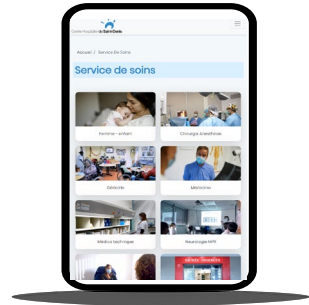 Centre Hospitalier de Saint-Denis
Accueil / Service De Soins
Service de soins
Femme - enfant
Chirurgie Anesthésie
Gériatrie
Médecine
Médico technique
Neurologie MPR